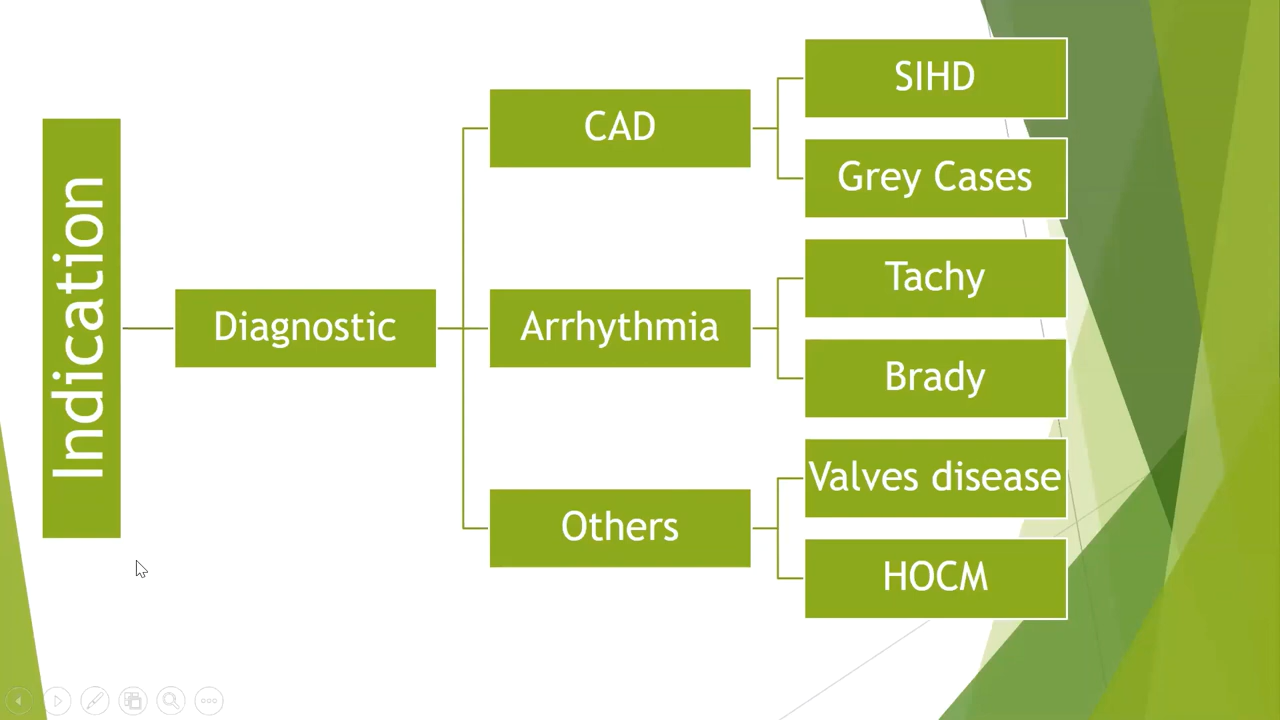 Indication
Diagnostic
CAD
SIHD
Grey Cases
Arrhythmia
Tachy
Brady
Others
Valves disease
HOCM